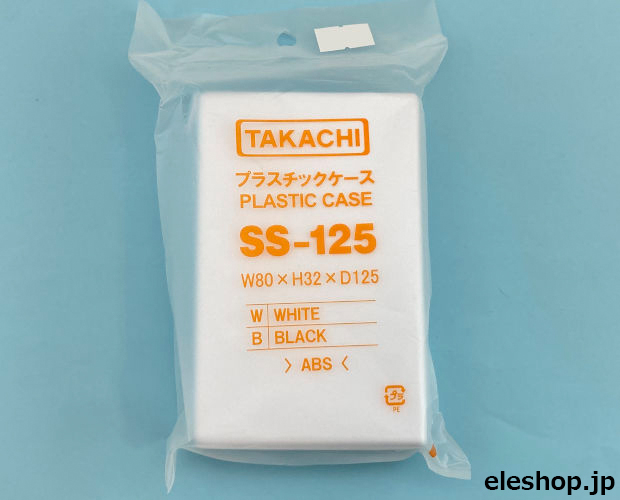 TAKACHI
プラスチックケース
PLASTIC CASE
SS-125
W80×H32×D125
W WHITE
B BLACK
〉ABS〈
プラ
PE
eleshop.jp